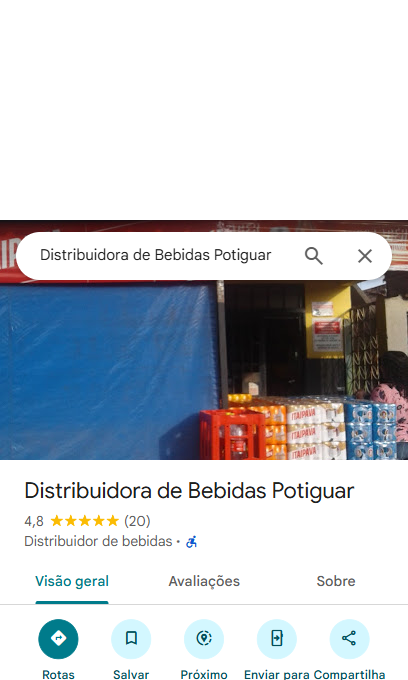 Distribuidora de Bebidas Potiguar
ITAIPAVA
ITAIPAVA
ITAIPAVA
Distribuidora de Bebidas Potiguar
4,8 (20)
Distribuidor de bebidas •
Visão geral Avaliações Sobre
Rotas Salvar Próximo Enviar para Compartilha